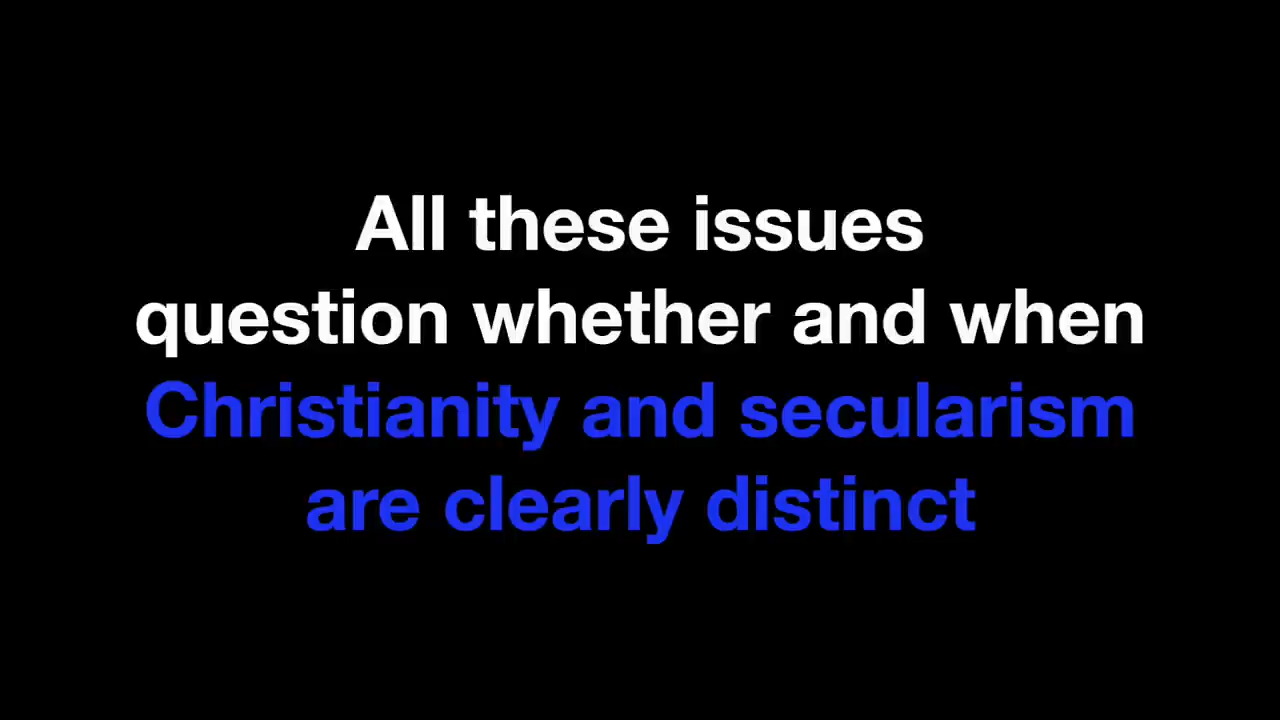 All these issues
question whether and when
Christianity and secularism
are clearly distinct